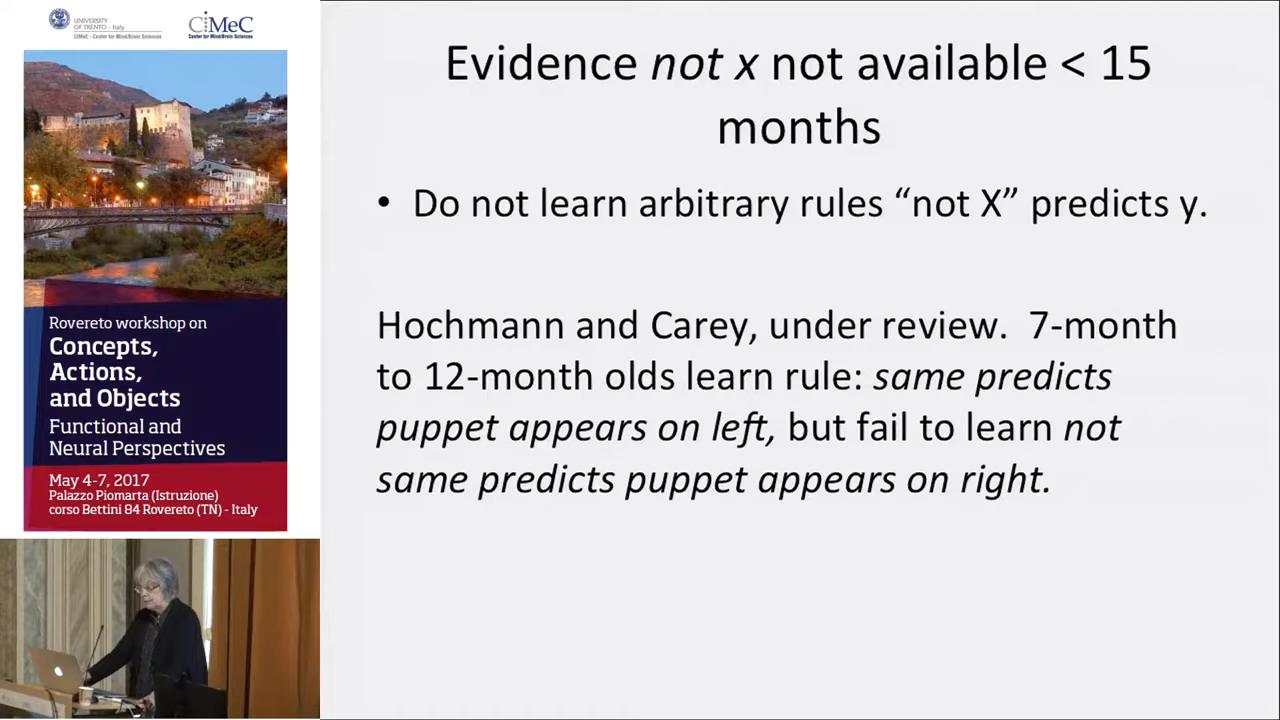 UNIVERSITY
OF TRENTO - Italy
CIMeC - Center for Mind/Brain Sciences
CiMeC
Center for Mind/Brain Sciences
Rovereto workshop on
Concepts,
Actions,
and Objects
Functional and
Neural Perspectives
May 4-7, 2017
Palazzo Piomarta (Istruzione)
corso Bettini 84 Rovereto (TN) - Italy
Evidence not x not available < 15
months
• Do not learn arbitrary rules “not X” predicts y.
Hochmann and Carey, under review. 7-month
to 12-month olds learn rule: same predicts
puppet appears on left, but fail to learn not
same predicts puppet appears on right.